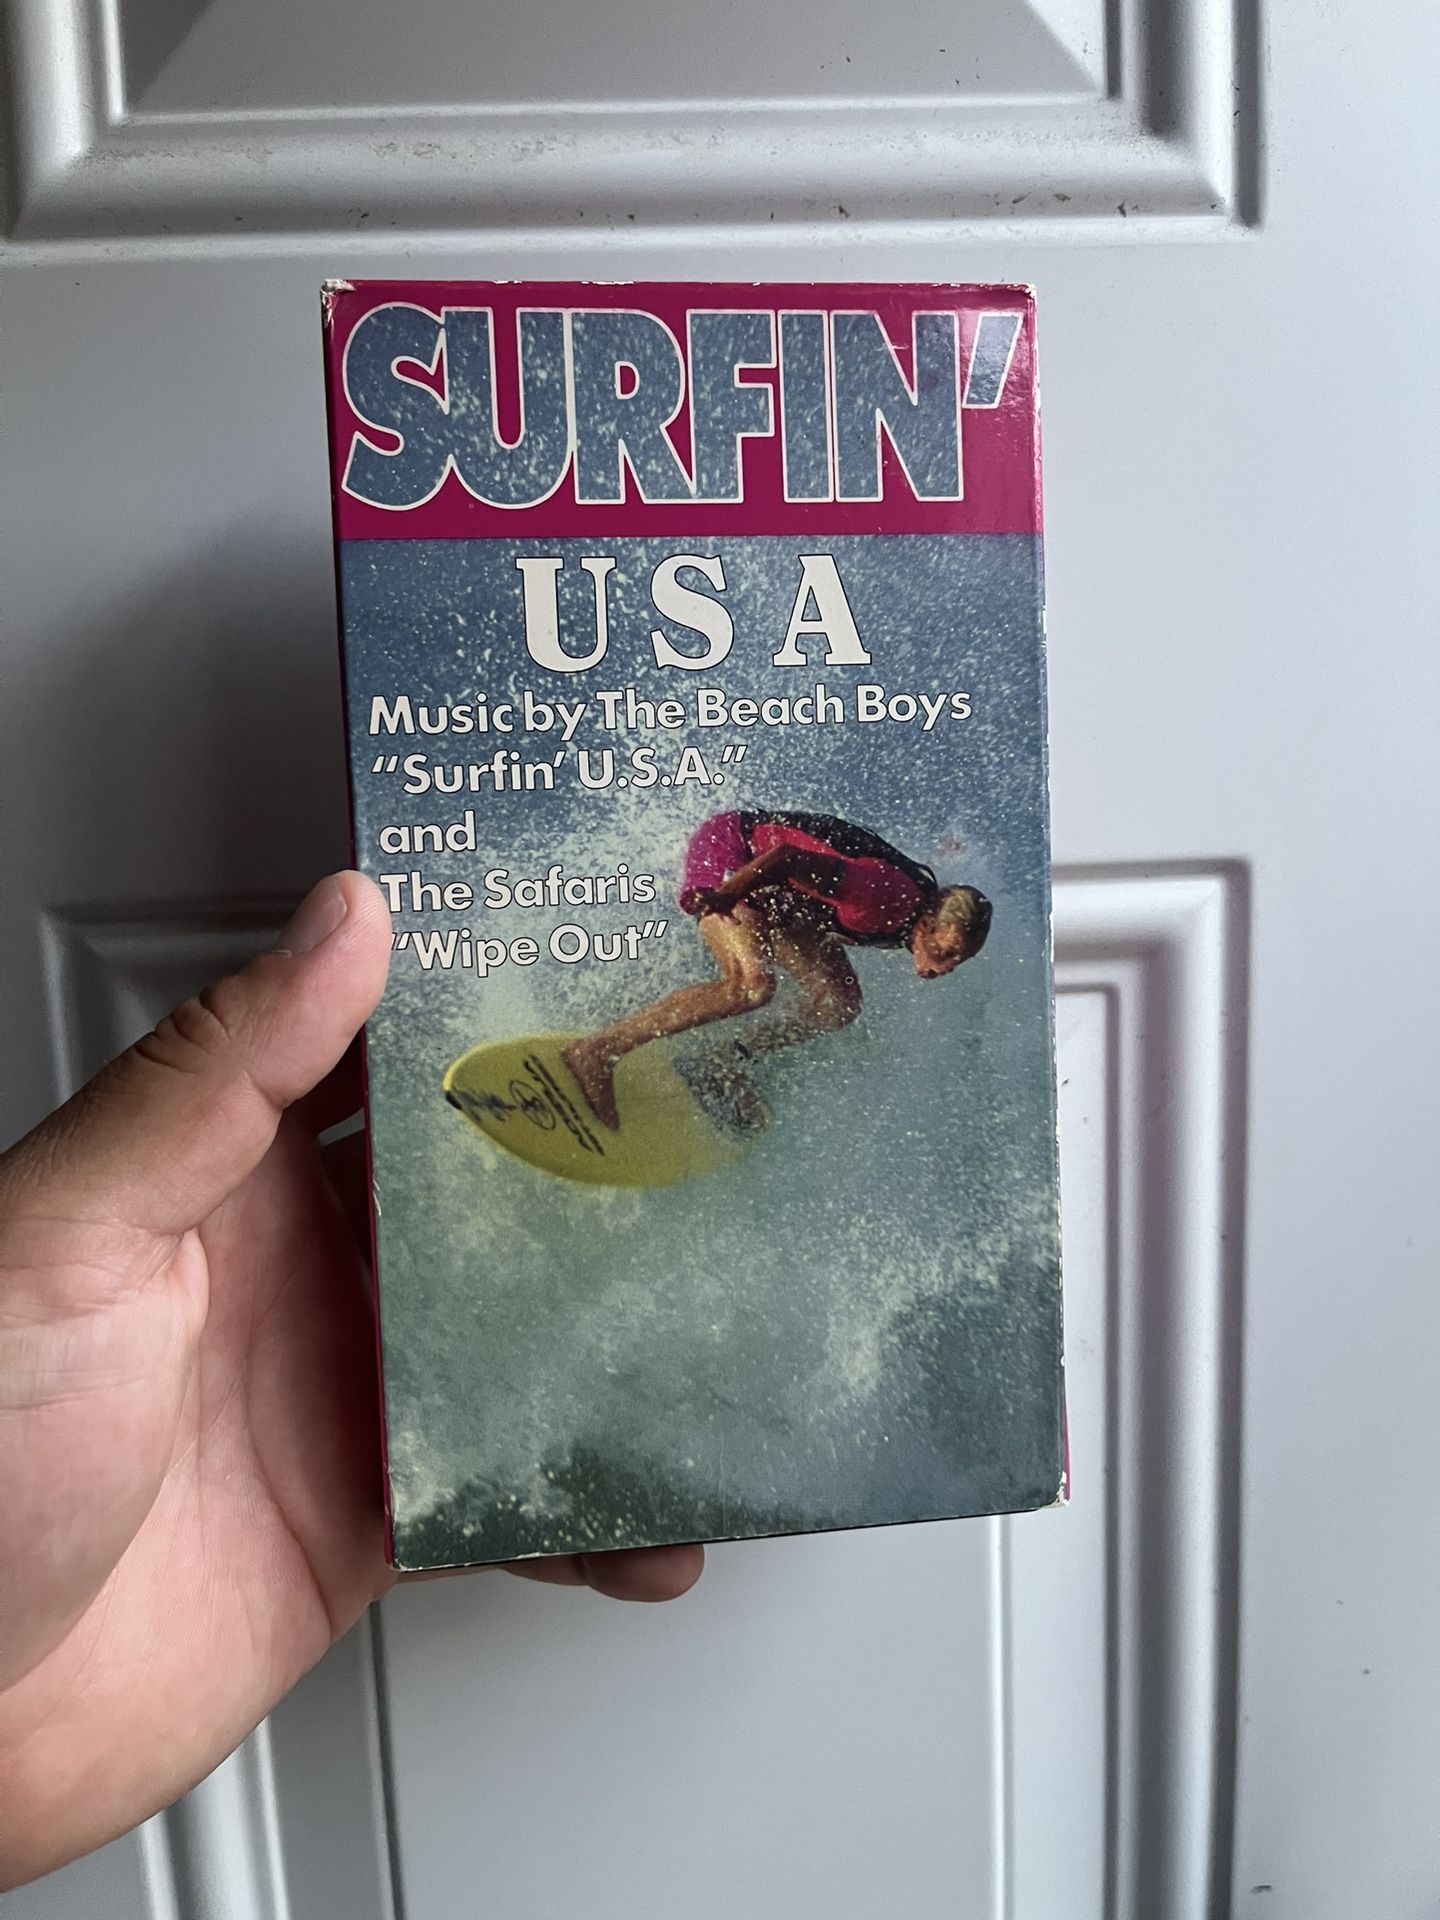 SURFIN'
USA
Music by The Beach Boys
"Surfin' U.S.A."
and
The Safaris
"Wipe Out"